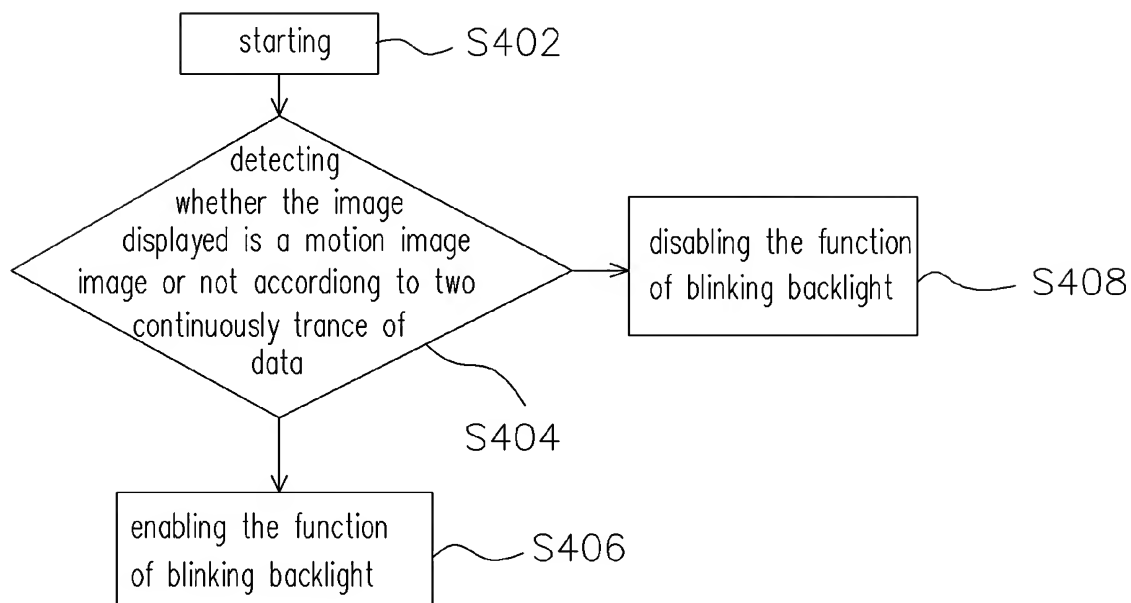 starting
S402
detecting
whether the image
displayed is a motion image
image or not accordiong to two
continuously trance of
data
S404
disabling the function
of blinking backlight
S408
enabling the function
of blinking backlight
S406